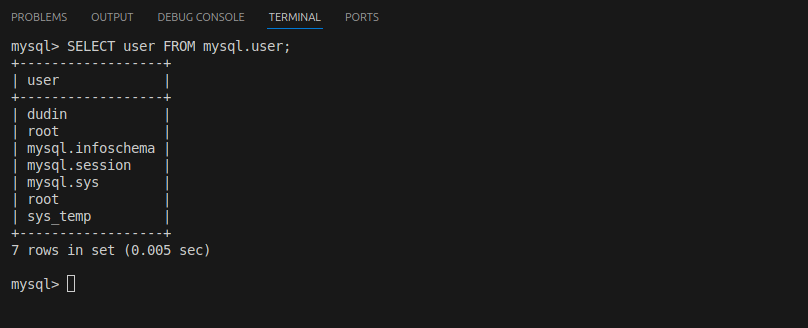 PROBLEMS OUTPUT DEBUG CONSOLE TERMINAL PORTS
mysql> SELECT user FROM mysql.user;
+------------------+
| user             |
+------------------+
| dudin            |
| root             |
| mysql.infoschema |
| mysql.session    |
| mysql.sys        |
| root             |
| sys_temp         |
+------------------+
7 rows in set (0.005 sec)
mysql>